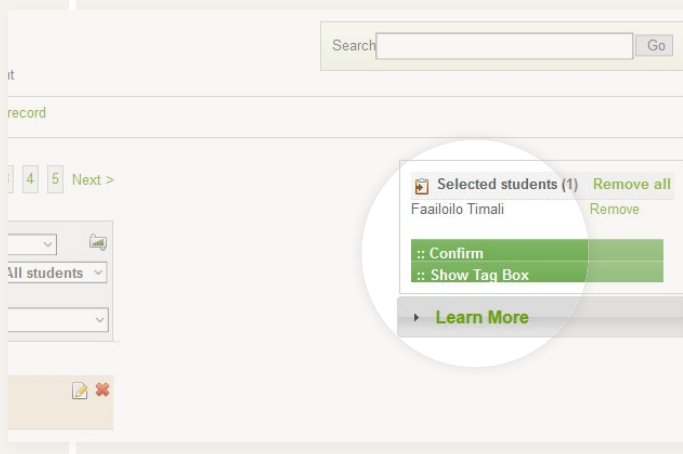 Search Go
nt
record
4 5 Next >
Selected students (1) Remove all
Faailoilo Timali Remove
:: Confirm
All students
:: Show Tag Box
Learn More